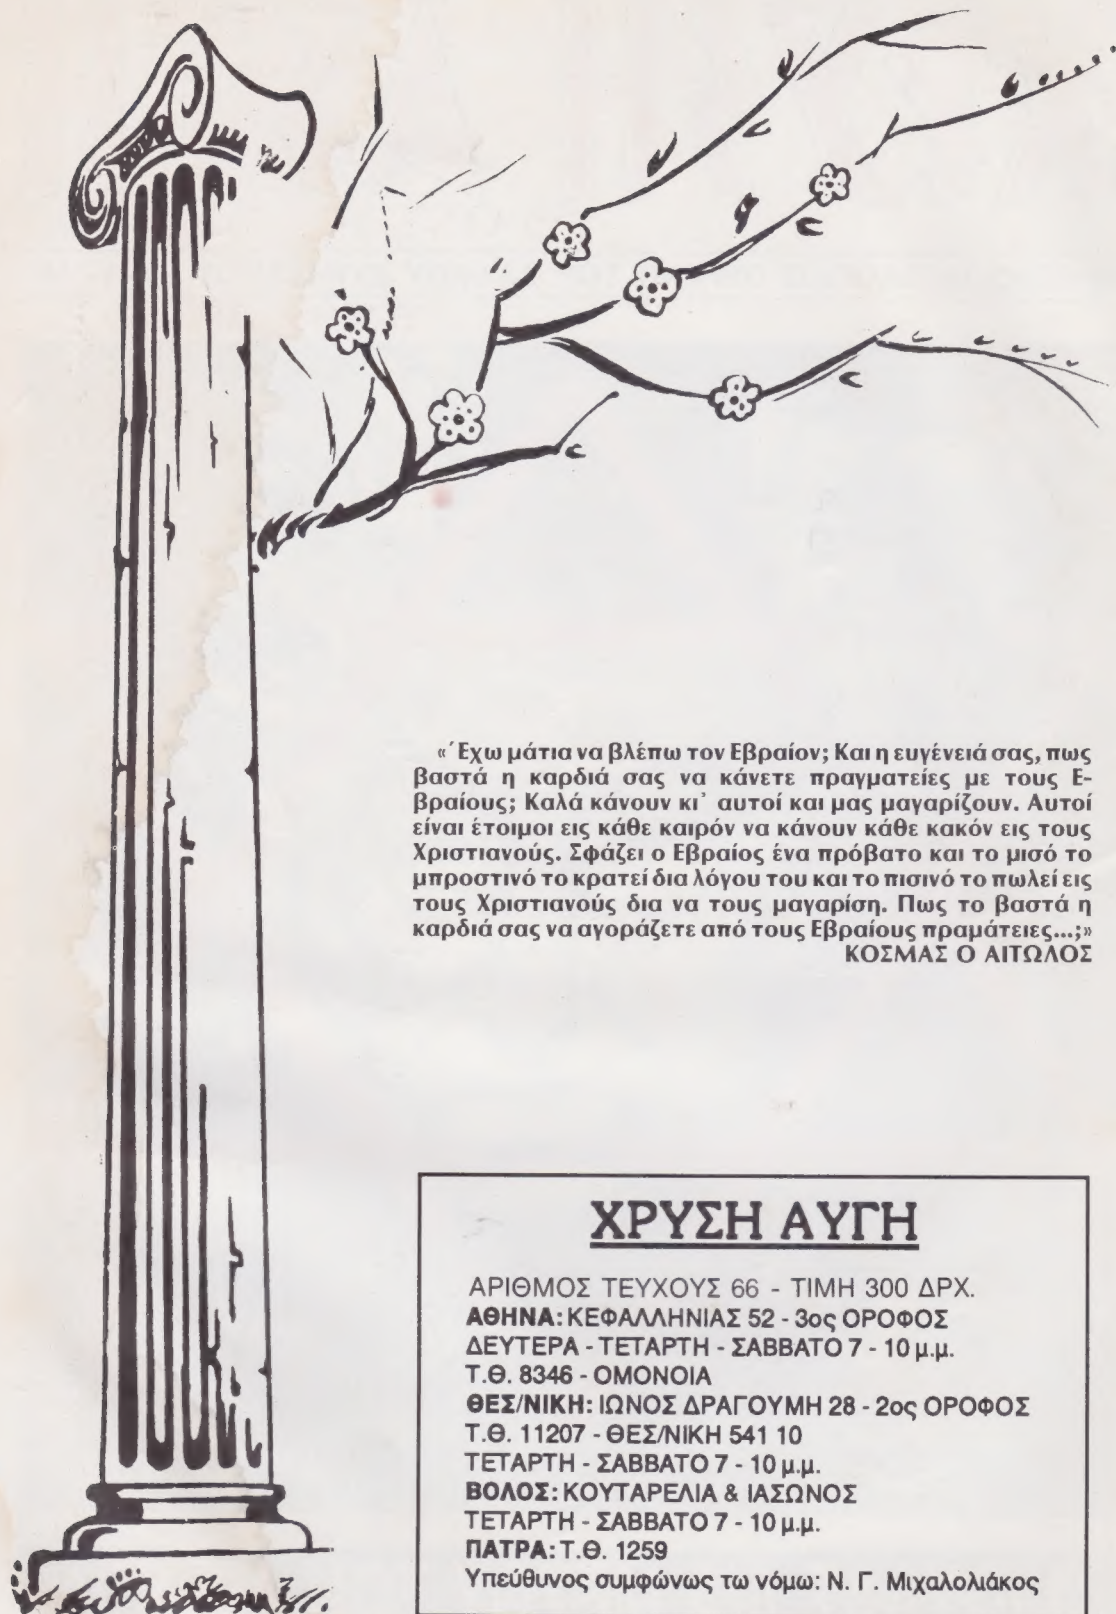 «Έχω μάτια να βλέπω τον Εβραίον; Και η ευγένειά σας, πως
βαστά η καρδιά σας να κάνετε πραγματείες με τους Ε-
βραίους; Καλά κάνουν κι' αυτοί και μας μαγαρίζουν. Αυτοί
είναι έτοιμοι εις κάθε καιρόν να κάνουν κάθε κακόν εις τους
Χριστιανούς. Σφάζει ο Εβραίος ένα πρόβατο και το μισό το
μπροστινό το κρατεί δια λόγου του και το πισινό το πωλεί εις
τους Χριστιανούς δια να τους μαγαρίση. Πως το βαστά η
καρδιά σας να αγοράζετε από τους Εβραίους πραμάτειες...;»
ΚΟΣΜΑΣ Ο ΑΙΤΩΛΟΣ
ΧΡΥΣΗ ΑΥΓΗ
ΑΡΙΘΜΟΣ ΤΕΥΧΟΥΣ 66 - ΤΙΜΗ 300 ΔΡΧ.
ΑΘΗΝΑ: ΚΕΦΑΛΛΗΝΙΑΣ 52 - 3ος ΟΡΟΦΟΣ
ΔΕΥΤΕΡΑ - ΤΕΤΑΡΤΗ - ΣΑΒΒΑΤΟ 7 - 10 μ.μ.
Τ.Θ. 8346 - ΟΜΟΝΟΙΑ
ΘΕΣ/ΝΙΚΗ: ΙΩΝΟΣ ΔΡΑΓΟΥΜΗ 28 - 2ος ΟΡΟΦΟΣ
Τ.Θ. 11207 - ΘΕΣ/ΝΙΚΗ 541 10
ΤΕΤΑΡΤΗ - ΣΑΒΒΑΤΟ 7 - 10 μ.μ.
ΒΟΛΟΣ: ΚΟΥΤΑΡΕΛΙΑ & ΙΑΣΩΝΟΣ
ΤΕΤΑΡΤΗ - ΣΑΒΒΑΤΟ 7 - 10 μ.μ.
ΠΑΤΡΑ: Τ.Θ. 1259
Υπεύθυνος συμφώνως τω νόμω: Ν. Γ. Μιχαλολιάκος